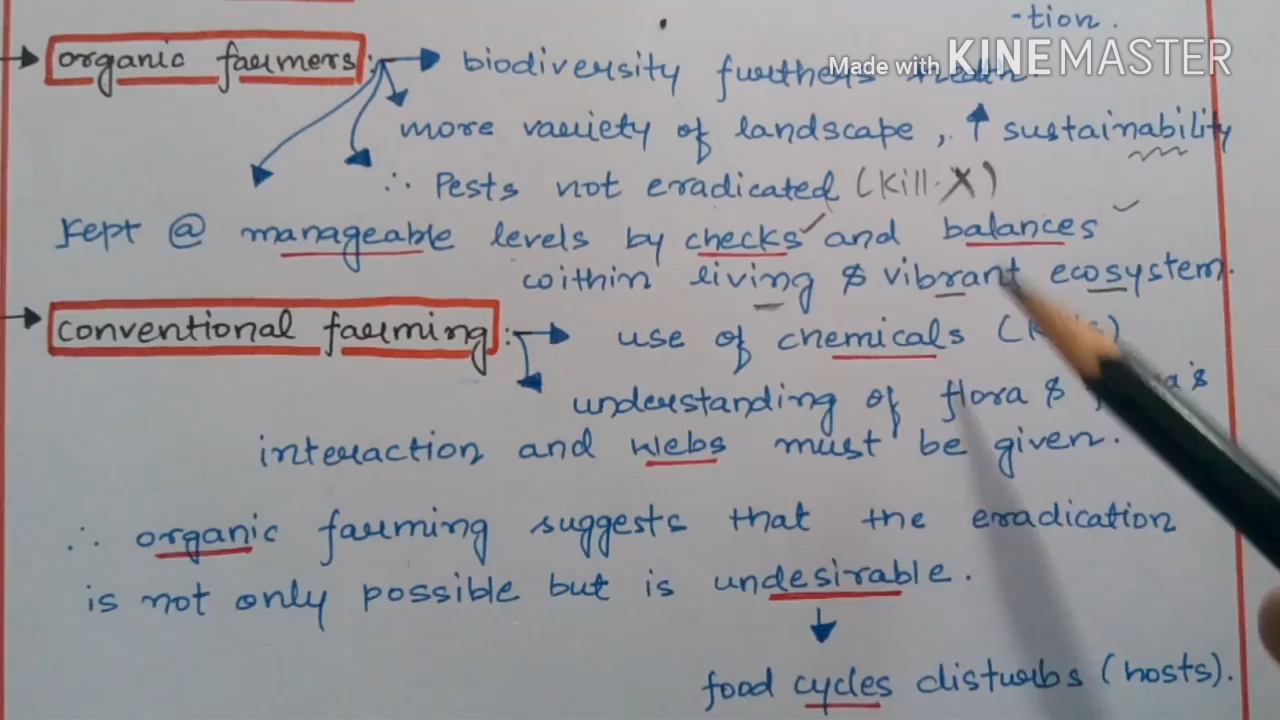 -tion.
Made with KINEMASTER
organic farmers :
biodiversity furthers
more variety of landscape, ↑ sustainability
∴ Pests not eradicated (Kill. X)
Kept @ manageable levels by checks ✓ and balances ✓
within living & vibrant ecosystem.
conventional farming :
use of chemicals
understanding of flora &
interaction and webs must be given.
∴ organic farming suggests that the eradication
is not only possible but is undesirable.
food cycles disturbs (hosts).